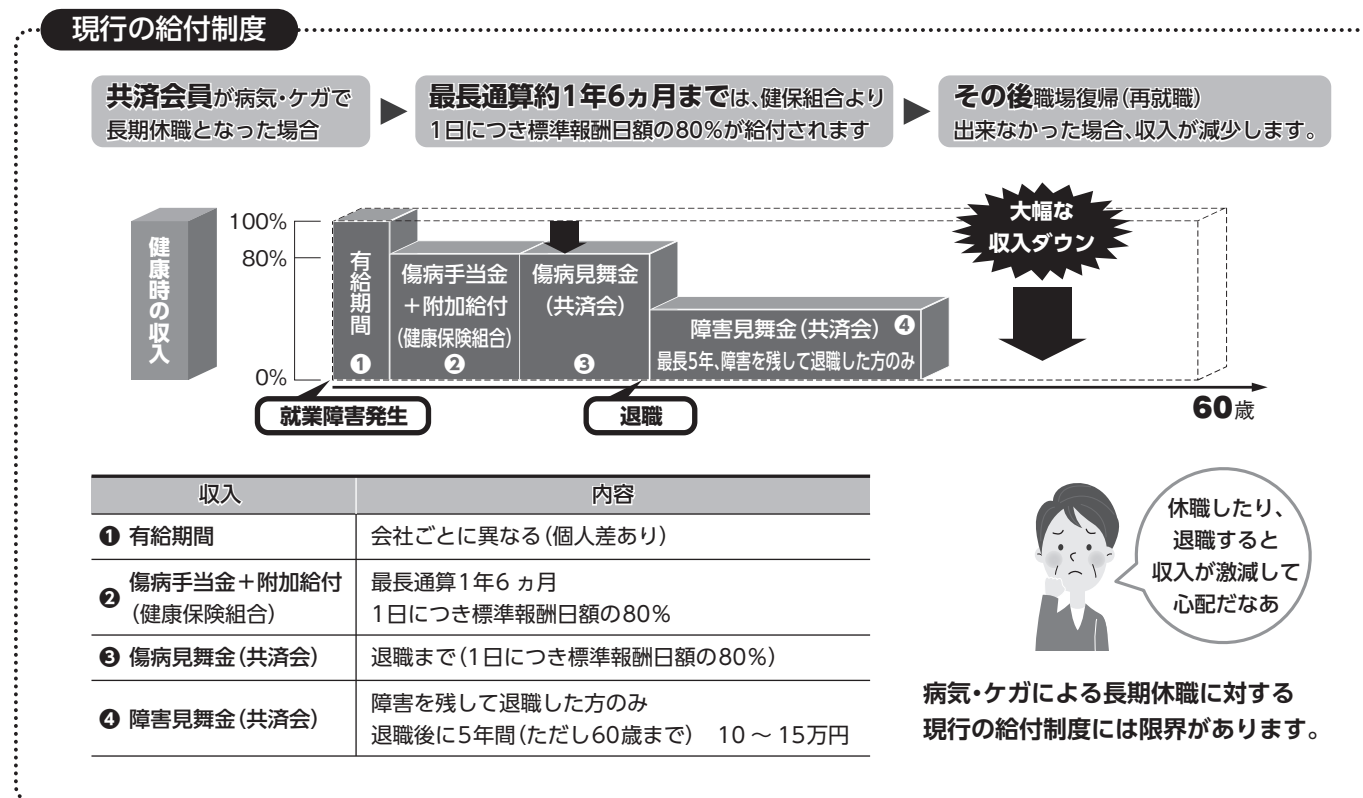 現行の給付制度
共済会員が病気・ケガで
長期休職となった場合
最長通算約1年6ヵ月までは、健保組合より
1日につき標準報酬日額の80%が給付されます
その後職場復帰(再就職)
出来なかった場合、収入が減少します。
健康時の収入
100%
80%
0%
有給期間
❶
傷病手当金
+附加給付
(健康保険組合)
❷
傷病見舞金
(共済会)
❸
障害見舞金(共済会) ❹
最長5年、障害を残して退職した方のみ
大幅な
収入ダウン
就業障害発生
退職
60歳
収入 内容
❶ 有給期間 会社ごとに異なる(個人差あり)
❷ 傷病手当金+附加給付
(健康保険組合)
最長通算1年6ヵ月
1日につき標準報酬日額の80%
❸ 傷病見舞金(共済会) 退職まで(1日につき標準報酬日額の80%)
❹ 障害見舞金(共済会)
障害を残して退職した方のみ
退職後に5年間(ただし60歳まで) 10～15万円
休職したり、
退職すると
収入が激減して
心配だなあ
病気・ケガによる長期休職に対する
現行の給付制度には限界があります。